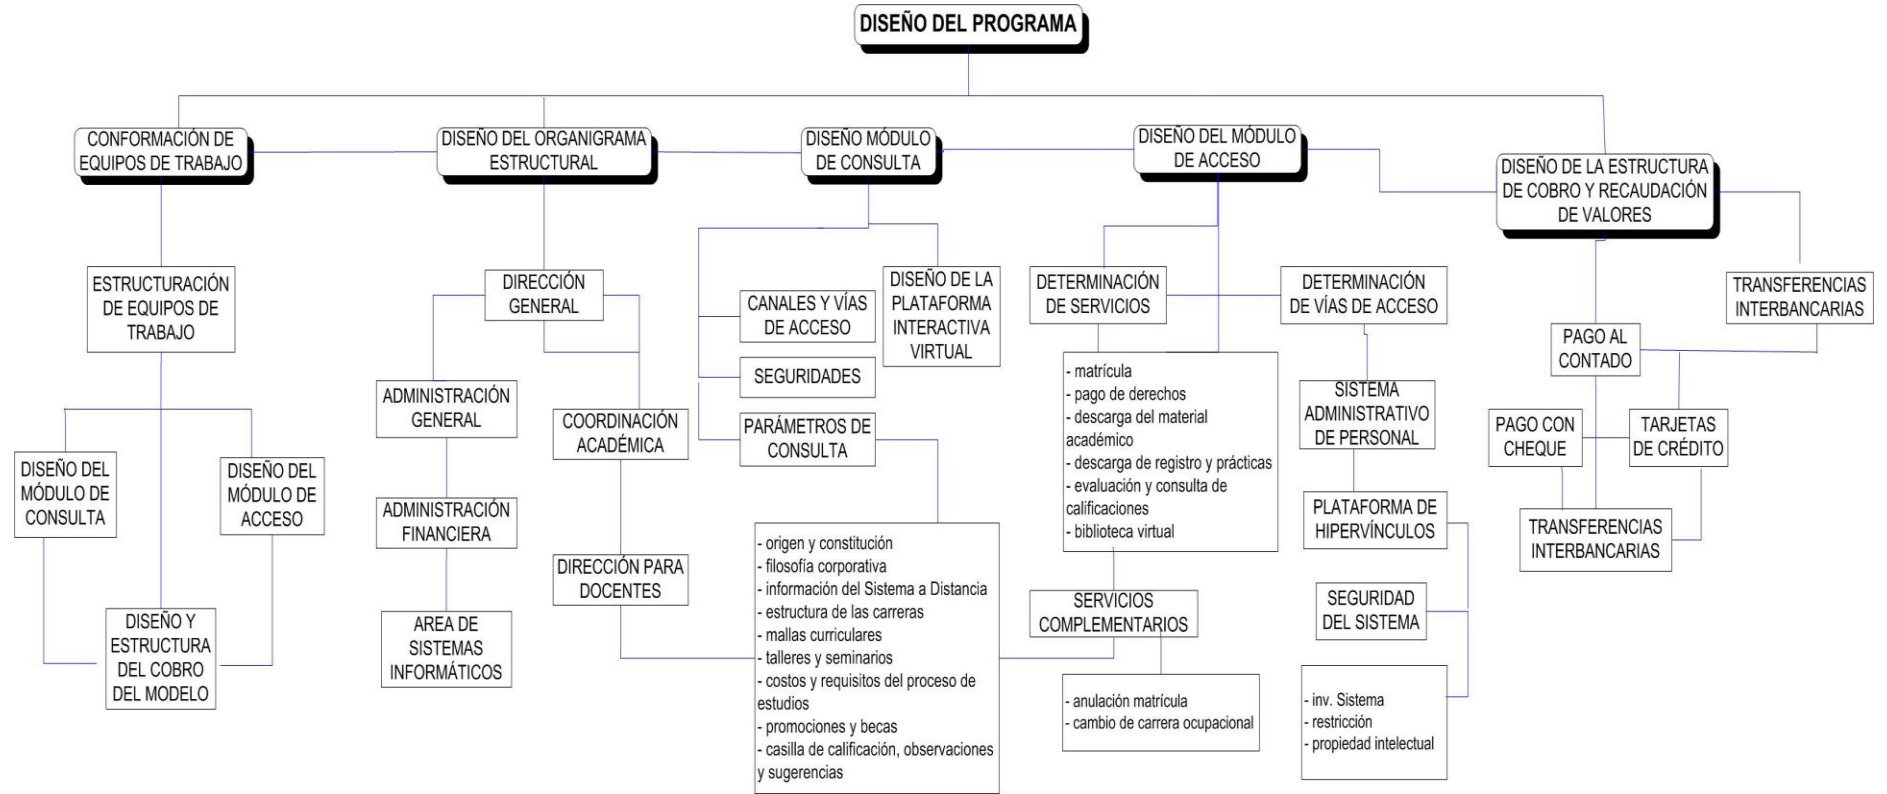 DISEÑO DEL PROGRAMA
CONFORMACIÓN DE
EQUIPOS DE TRABAJO
DISEÑO DEL ORGANIGRAMA
ESTRUCTURAL
DISEÑO MÓDULO
DE CONSULTA
DISEÑO DEL MÓDULO
DE ACCESO
DISEÑO DE LA ESTRUCTURA
DE COBRO Y RECAUDACIÓN
DE VALORES
ESTRUCTURACIÓN
DE EQUIPOS DE
TRABAJO
DISEÑO DEL
MÓDULO DE
CONSULTA
DISEÑO DEL
MÓDULO DE
ACCESO
DISEÑO Y
ESTRUCTURA
DEL COBRO
DEL MODELO
DIRECCIÓN
GENERAL
ADMINISTRACIÓN
GENERAL
ADMINISTRACIÓN
FINANCIERA
AREA DE
SISTEMAS
INFORMÁTICOS
COORDINACIÓN
ACADÉMICA
DIRECCIÓN PARA
DOCENTES
CANALES Y VÍAS
DE ACCESO
SEGURIDADES
PARÁMETROS DE
CONSULTA
DISEÑO DE LA
PLATAFORMA
INTERACTIVA
VIRTUAL
- origen y constitución
- filosofía corporativa
- información del Sistema a Distancia
- estructura de las carreras
- mallas curriculares
- talleres y seminarios
- costos y requisitos del proceso de
estudios
- promociones y becas
- casilla de calificación, observaciones
y sugerencias
DETERMINACIÓN
DE SERVICIOS
- matrícula
- pago de derechos
- descarga del material
académico
- descarga de registro y prácticas
- evaluación y consulta de
calificaciones
- biblioteca virtual
SERVICIOS
COMPLEMENTARIOS
- anulación matrícula
- cambio de carrera ocupacional
DETERMINACIÓN
DE VÍAS DE ACCESO
SISTEMA
ADMINISTRATIVO
DE PERSONAL
PLATAFORMA DE
HIPERVÍNCULOS
SEGURIDAD
DEL SISTEMA
- inv. Sistema
- restricción
- propiedad intelectual
TRANSFERENCIAS
INTERBANCARIAS
PAGO AL
CONTADO
PAGO CON
CHEQUE
TARJETAS
DE CRÉDITO
TRANSFERENCIAS
INTERBANCARIAS